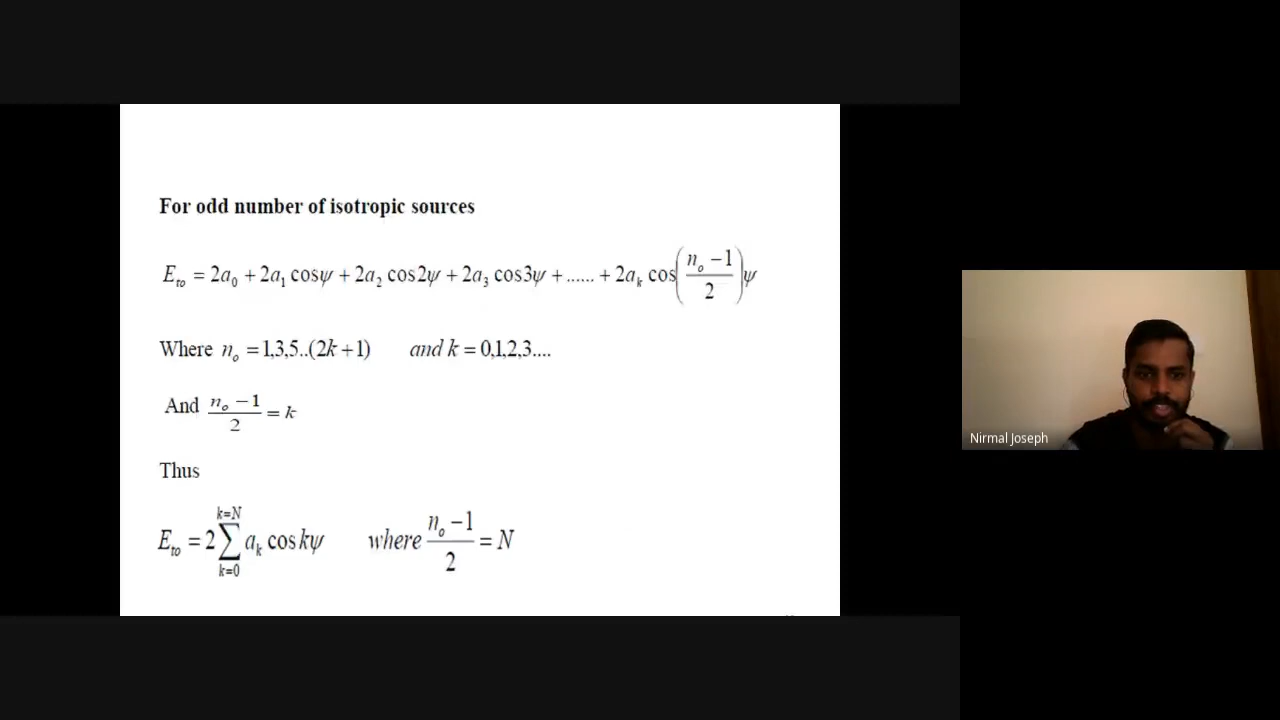 For odd number of isotropic sources
E_to = 2a_0 + 2a_1 cosψ + 2a_2 cos2ψ + 2a_3 cos3ψ + ...... + 2a_k cos((n_o − 1)/2)ψ
Where n_o = 1,3,5..(2k + 1) and k = 0,1,2,3....
And (n_o − 1)/2 = k
Nirmal Joseph
Thus
E_to = 2 ∑_{k=0}^{k=N} a_k cos kψ where (n_o − 1)/2 = N